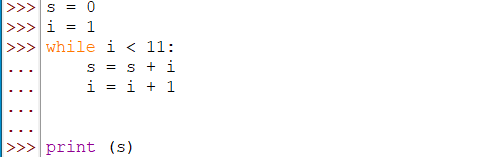 >>> s = 0
>>> i = 1
>>> while i < 11:
...     s = s + i
...     i = i + 1
...
...
>>> print (s)